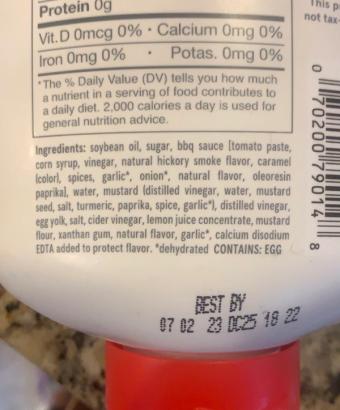 Protein 0g
Vit. D 0mcg 0% • Calcium 0mg 0%
Iron 0mg 0% • Potas. 0mg 0%
*The % Daily Value (DV) tells you how much
a nutrient in a serving of food contributes to
a daily diet. 2,000 calories a day is used for
general nutrition advice.
Ingredients: soybean oil, sugar, bbq sauce [tomato paste,
corn syrup, vinegar, natural hickory smoke flavor, caramel
(color), spices, garlic*, onion*, natural flavor, oleoresin
paprika], water, mustard (distilled vinegar, water, mustard
seed, salt, turmeric, paprika, spice, garlic*), distilled vinegar,
egg yolk, salt, cider vinegar, lemon juice concentrate, mustard
flour, xanthan gum, natural flavor, garlic*, calcium disodium
EDTA added to protect flavor. *dehydrated CONTAINS: EGG
This p
not tax-
0 70200 79014 8
BEST BY
07 02 23 DC25 18 22